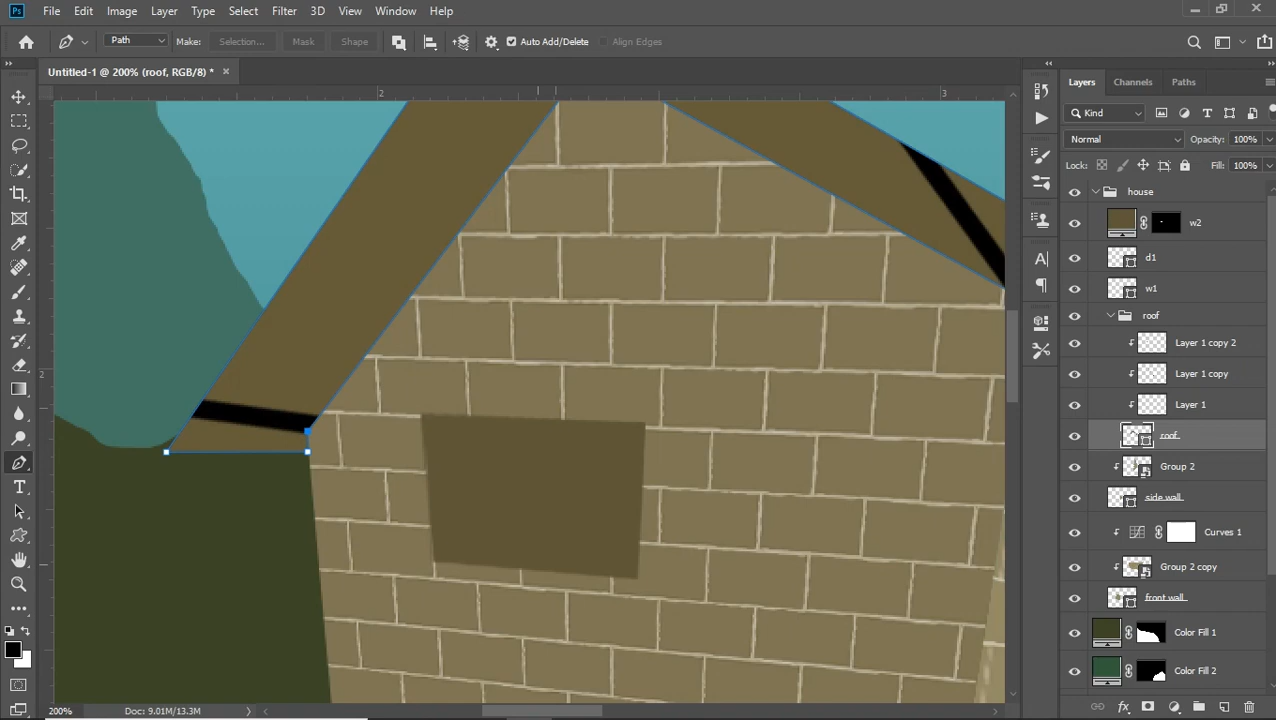 Ps File Edit Image Layer Type Select Filter 3D View Window Help
Path Make: Selection... Mask Shape Auto Add/Delete Align Edges
Untitled-1 @ 200% (roof, RGB/8) *
2 3
2
Layers Channels Paths
Kind
Normal Opacity: 100%
Lock: Fill: 100%
house
w2
d1
w1
roof
Layer 1 copy 2
Layer 1 copy
Layer 1
roof
Group 2
side wall
Curves 1
Group 2 copy
front wall
Color Fill 1
Color Fill 2
200% Doc: 9.01M/13.3M